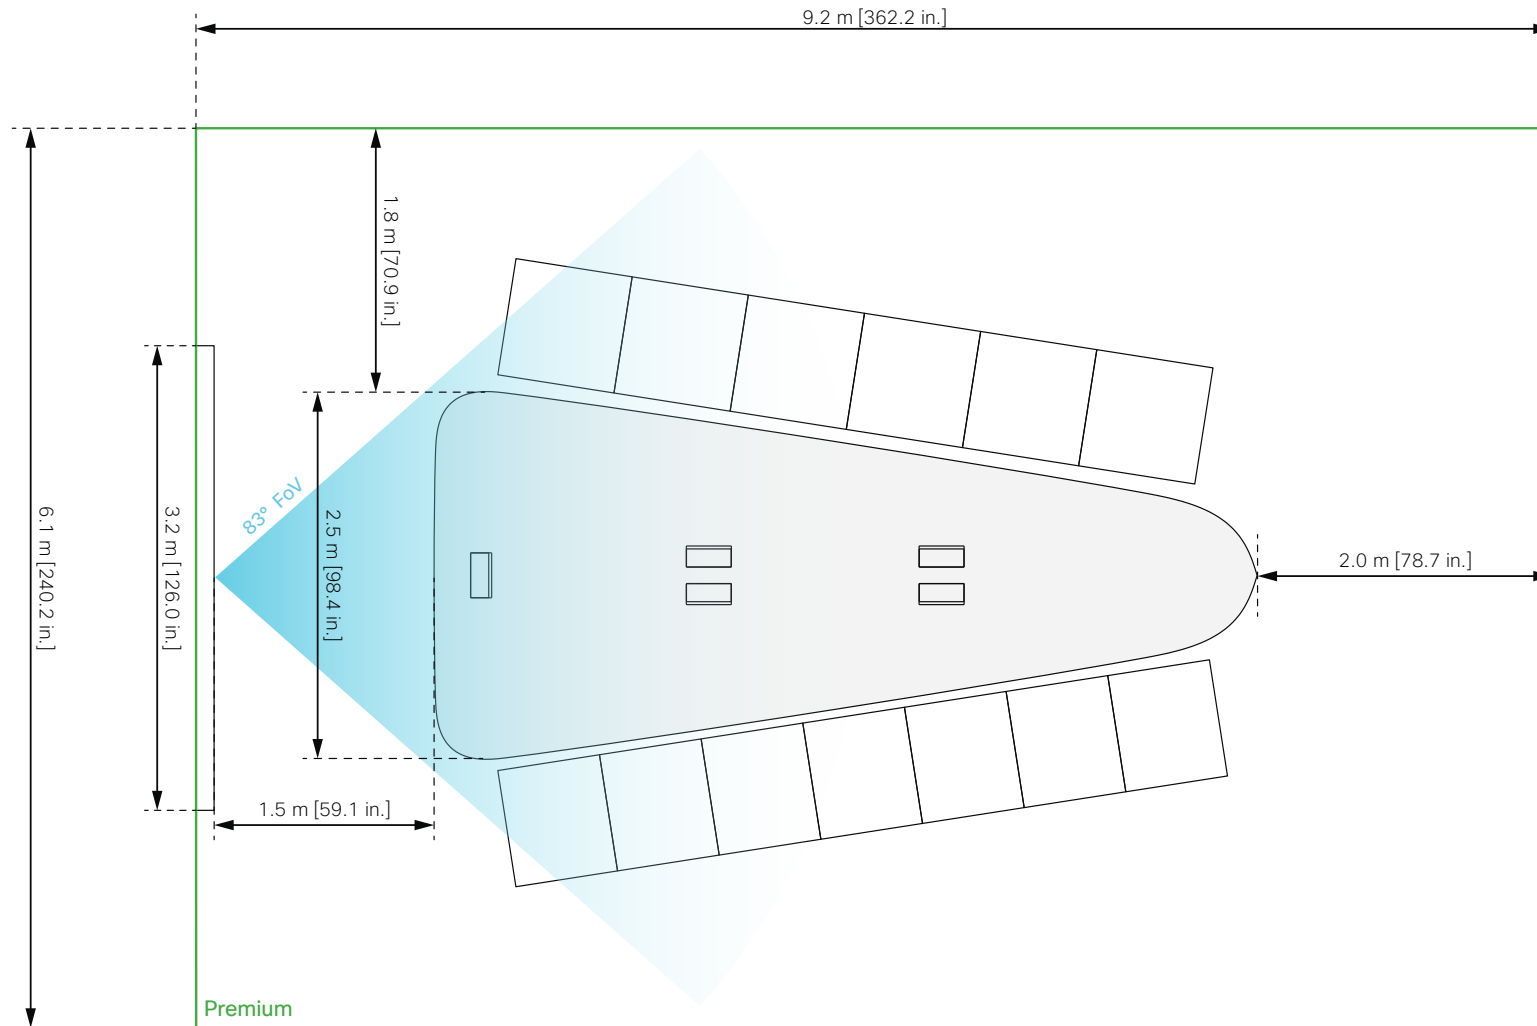 9.2 m [362.2 in.]
1.8 m [70.9 in.]
83° FoV
6.1 m [240.2 in.]
3.2 m [126.0 in.]
2.5 m [98.4 in.]
2.0 m [78.7 in.]
1.5 m [59.1 in.]
Premium